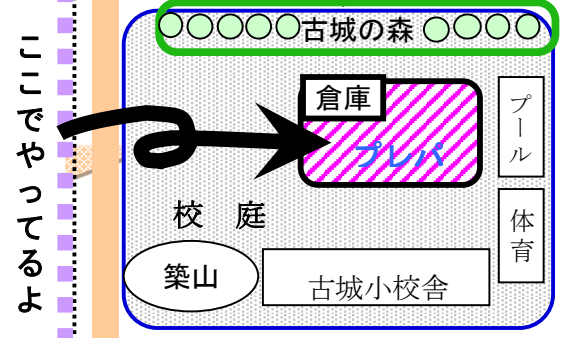 ここでやってるよ
古城の森
倉庫
プレパ
プール
体育
校 庭
築山
古城小校舎